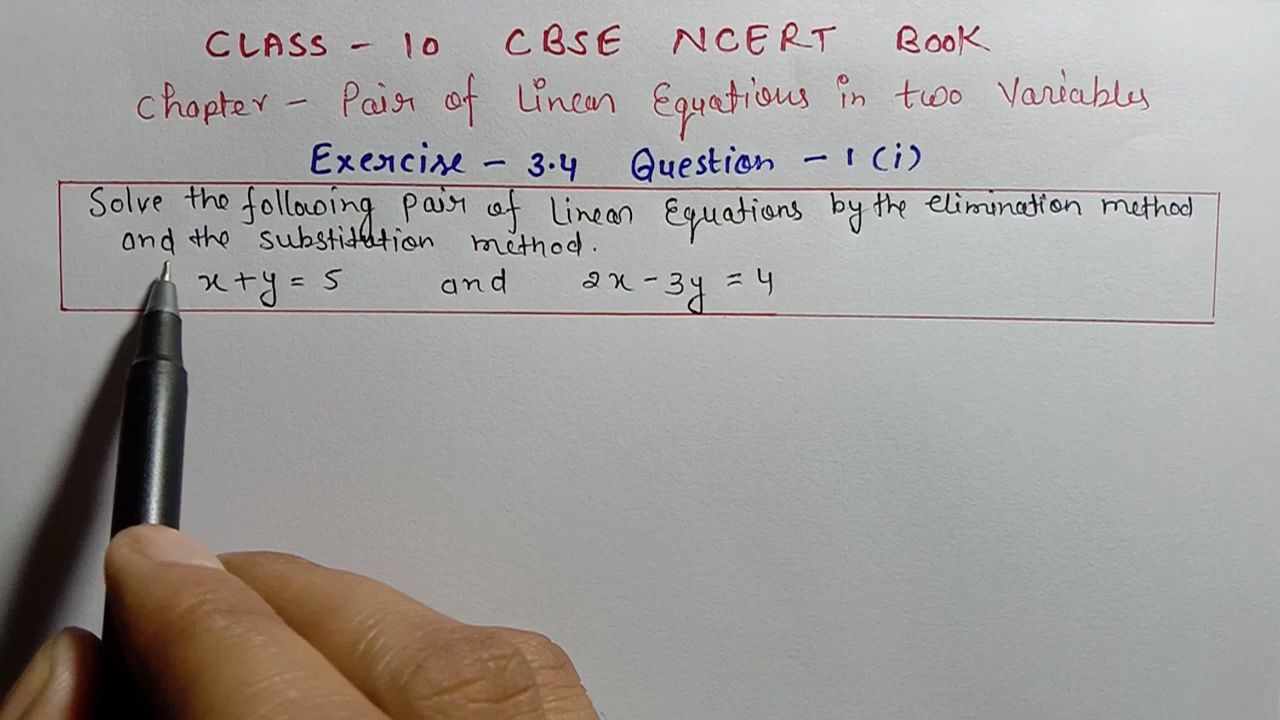 CLASS - 10 CBSE NCERT BOOK
Chapter - Pair of Linear Equations in two Variables
Exercise - 3.4 Question - 1 (i)
Solve the following pair of Linear Equations by the elimination method
and the substitution method.
x + y = 5 and 2x - 3y = 4